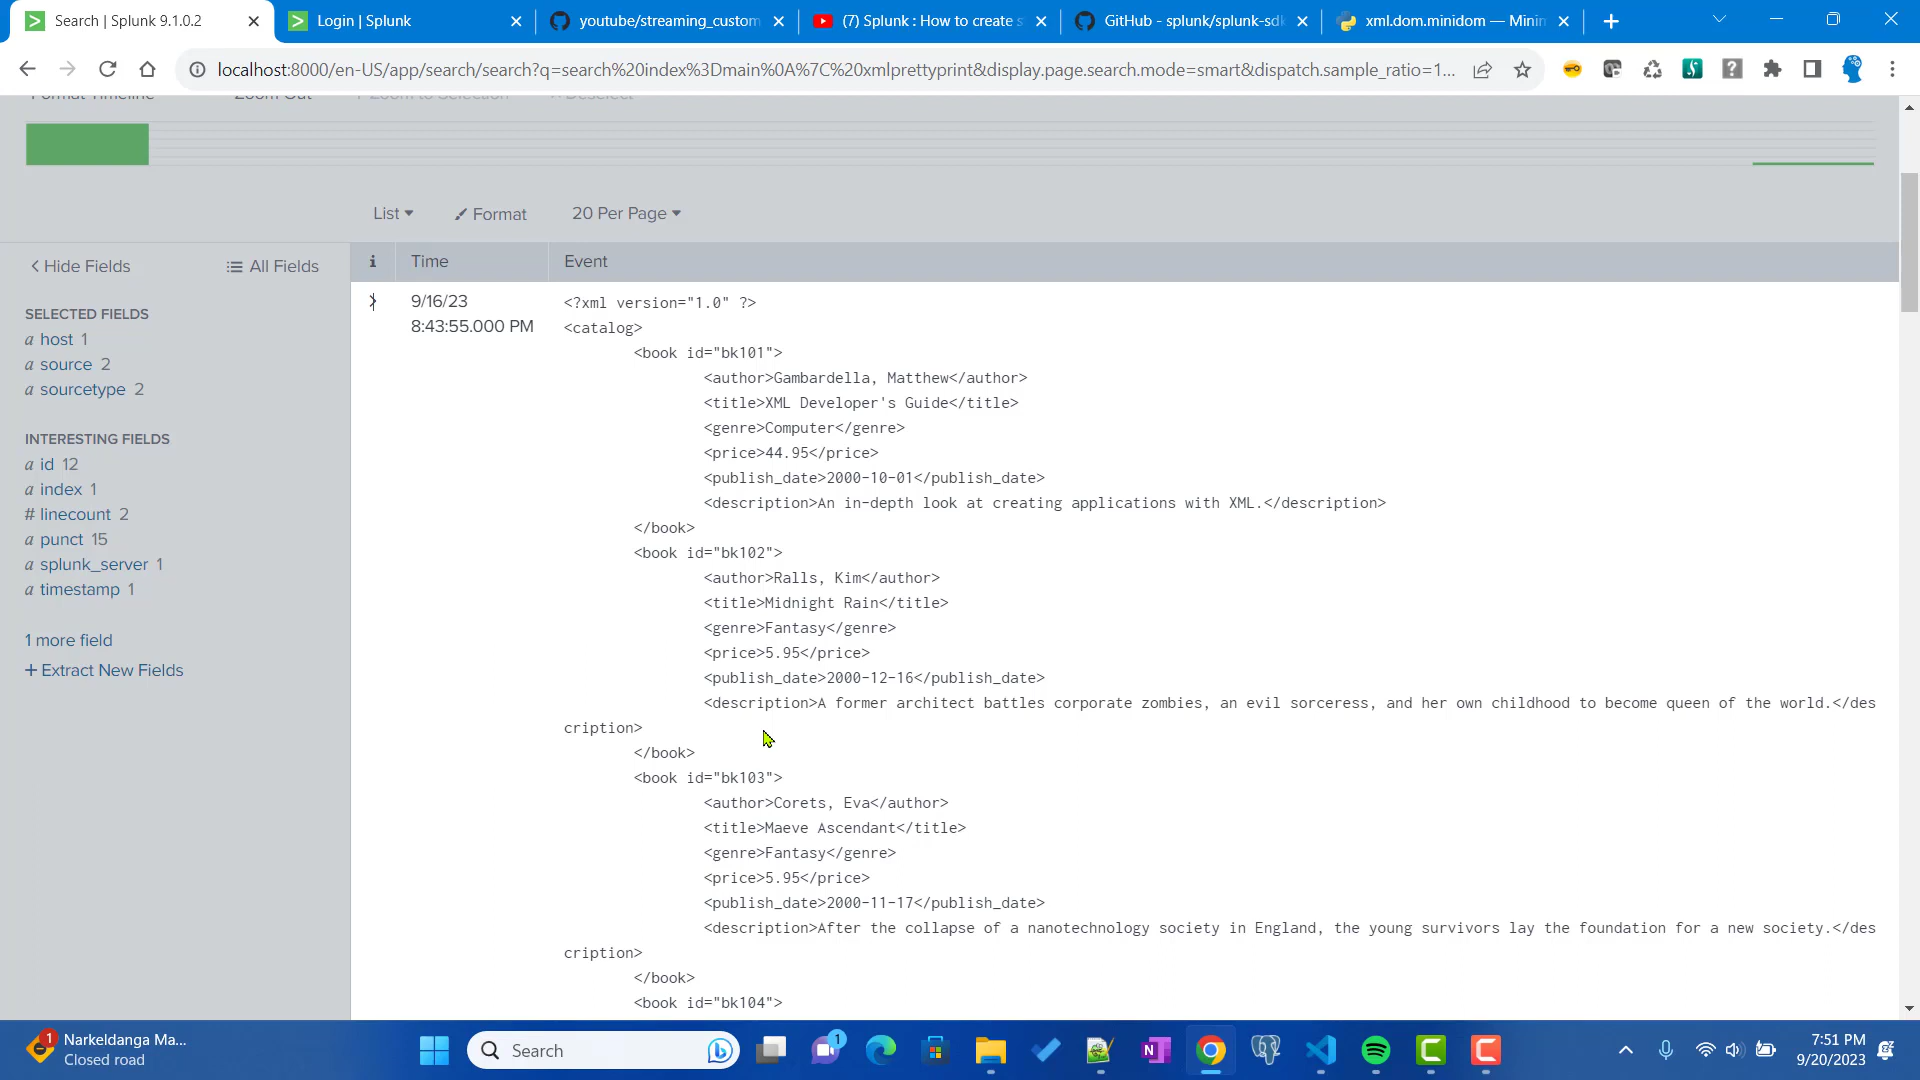 Search | Splunk 9.1.0.2
Login | Splunk
youtube/streaming_custom
(7) Splunk : How to create s
GitHub - splunk/splunk-sdk
xml.dom.minidom — Mini
localhost:8000/en-US/app/search/search?q=search%20index%3Dmain%0A%7C%20xmlprettyprint&display.page.search.mode=smart&dispatch.sample_ratio=1...
Format Timeline
Zoom Out
Zoom to Selection
Deselect
List
Format
20 Per Page
Hide Fields
All Fields
i
Time
Event
SELECTED FIELDS
a host 1
a source 2
a sourcetype 2
INTERESTING FIELDS
a id 12
a index 1
# linecount 2
a punct 15
a splunk_server 1
a timestamp 1
1 more field
+ Extract New Fields
9/16/23
8:43:55.000 PM
<?xml version="1.0" ?>
<catalog>
<book id="bk101">
<author>Gambardella, Matthew</author>
<title>XML Developer's Guide</title>
<genre>Computer</genre>
<price>44.95</price>
<publish_date>2000-10-01</publish_date>
<description>An in-depth look at creating applications with XML.</description>
</book>
<book id="bk102">
<author>Ralls, Kim</author>
<title>Midnight Rain</title>
<genre>Fantasy</genre>
<price>5.95</price>
<publish_date>2000-12-16</publish_date>
<description>A former architect battles corporate zombies, an evil sorceress, and her own childhood to become queen of the world.</des
cription>
</book>
<book id="bk103">
<author>Corets, Eva</author>
<title>Maeve Ascendant</title>
<genre>Fantasy</genre>
<price>5.95</price>
<publish_date>2000-11-17</publish_date>
<description>After the collapse of a nanotechnology society in England, the young survivors lay the foundation for a new society.</des
cription>
</book>
<book id="bk104">
1
Narkeldanga Ma...
Closed road
Search
1
7:51 PM
9/20/2023